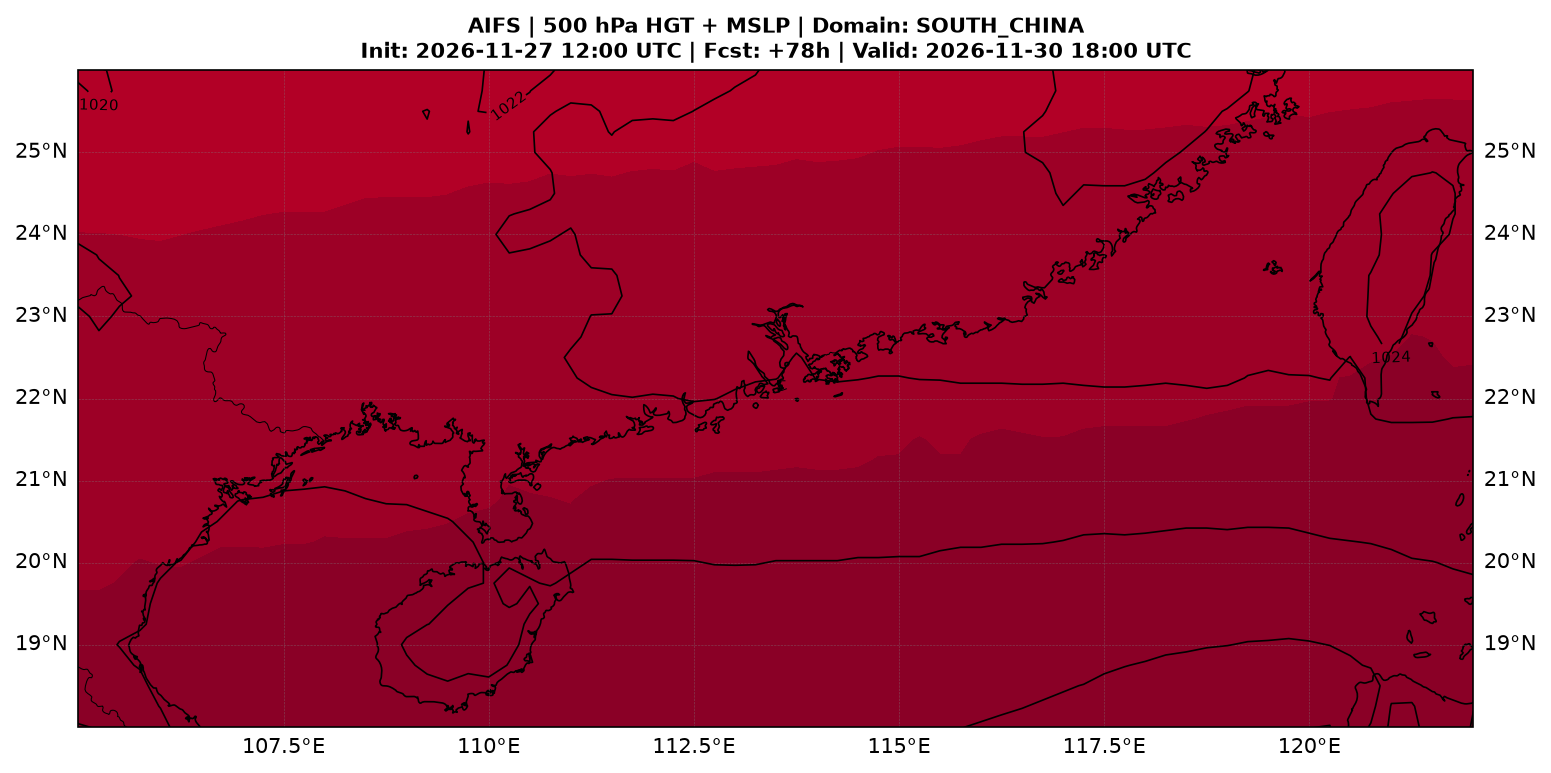 AIFS | 500 hPa HGT + MSLP | Domain: SOUTH_CHINA
Init: 2026-11-27 12:00 UTC | Fcst: +78h | Valid: 2026-11-30 18:00 UTC
1020
1022
25°N
25°N
24°N
24°N
23°N
23°N
1024
22°N
22°N
21°N
21°N
20°N
20°N
19°N
19°N
107.5°E
110°E
112.5°E
115°E
117.5°E
120°E